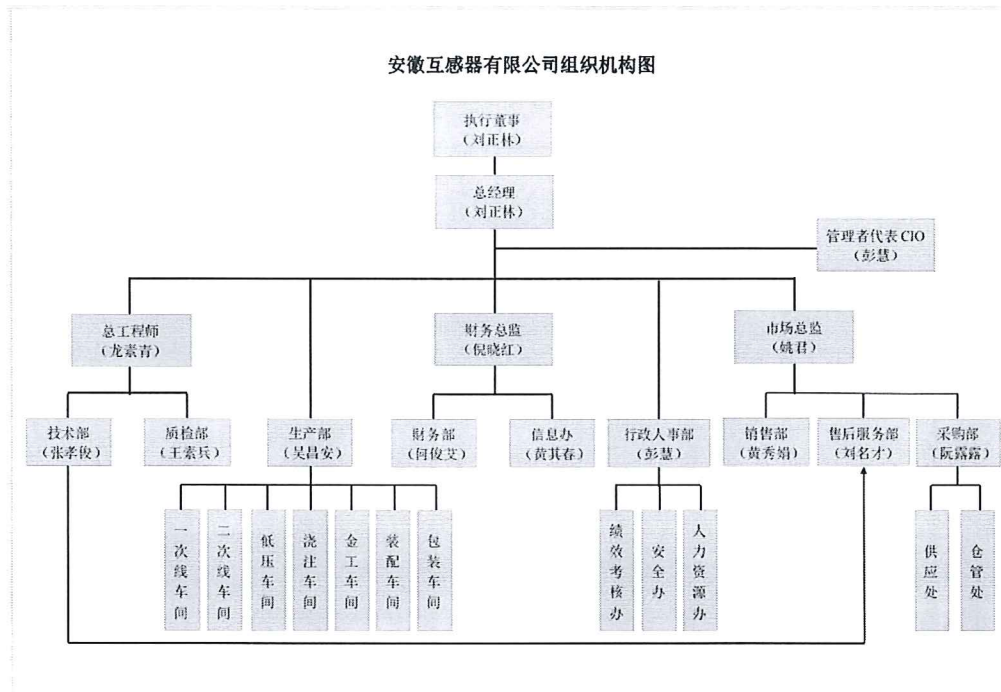 安徽互感器有限公司组织机构图
执行董事
（刘正林）
总经理
（刘正林）
管理者代表 CIO
（彭慧）
总工程师
（龙素青）
财务总监
（倪晓红）
市场总监
（姚君）
技术部
（张孝俊）
质检部
（王素兵）
生产部
（吴昌安）
财务部
（何俊艾）
信息办
（黄其春）
行政人事部
（彭慧）
销售部
（黄秀娟）
售后服务部
（刘名才）
采购部
（阮露露）
一次线车间
二次线车间
低压车间
浇注车间
金工车间
装配车间
包装车间
绩效考核办
安全办
人力资源办
供应处
仓管处